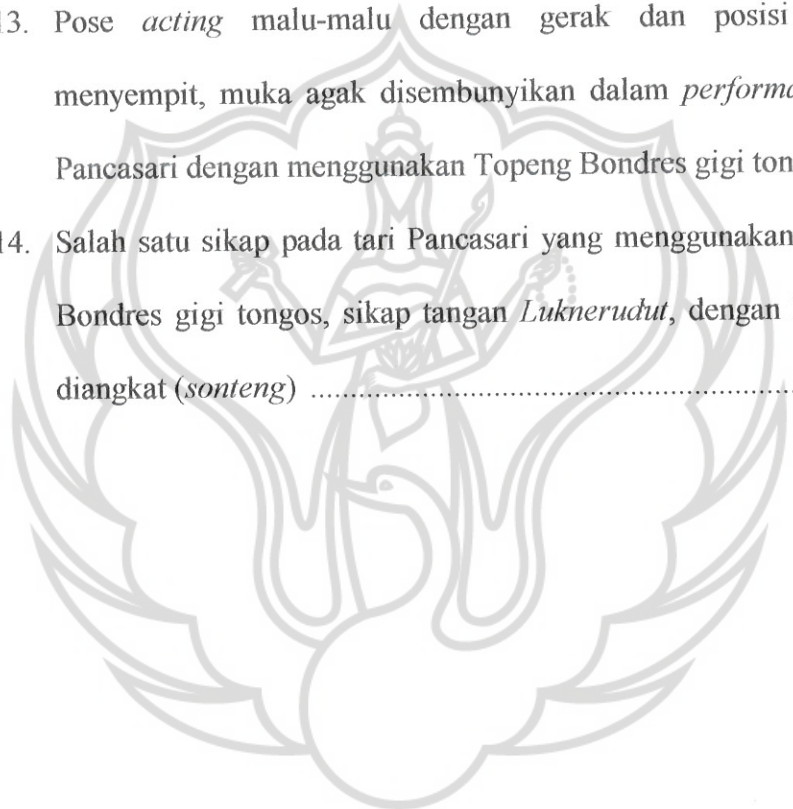 13. Pose acting malu-malu dengan gerak dan posisi
menyempit, muka agak disembunyikan dalam
Pancasari dengan menggunakan Topeng Bondres gigi
14. Salah satu sikap pada tari Pancasari yang menggunakan
Bondres gigi tongos, sikap tangan Luknerudut, dengan
diangkat (sonteng) ..........................................................